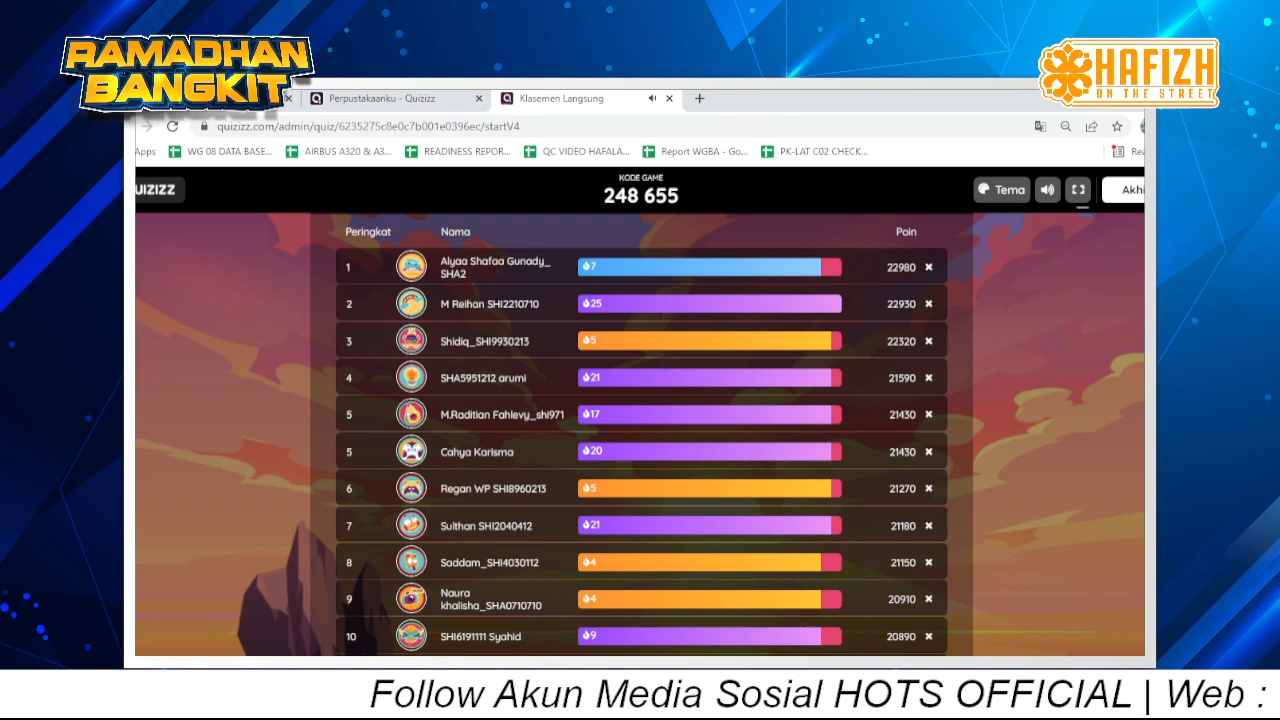 RAMADHAN
BANGKIT
HAFIZH
ON THE STREET
Perpustakaanku - Quizizz
Klasemen Langsung
quizizz.com/admin/quiz/6235275c8e0c7b001e0396ec/startV4
Apps WG 08 DATA BASE... AIRBUS A320 & A3... READINESS REPOR... QC VIDEO HAFALA... Report WGBA - Go... PK-LAT C02 CHECK... Rea
UIZIZZ
KODE GAME
248 655
Tema
Akhi
Peringkat Nama Poin
1 Alyaa Shafaa Gunady_ 7 22980
SHA2
2 M Reihan SHI2210710 25 22930
3 Shidiq_SHI9930213 5 22320
4 SHA5951212 arumi 21 21590
5 M.Raditian Fahlevy_shi971 17 21430
5 Cahya Karisma 20 21430
6 Regan WP SHI8960213 5 21270
7 Sulthan SHI2040412 21 21180
8 Saddam_SHI4030112 4 21150
9 Naura 4 20910
khalisha_SHA0710710
10 SHI6191111 Syahid 9 20890
Follow Akun Media Sosial HOTS OFFICIAL | Web :